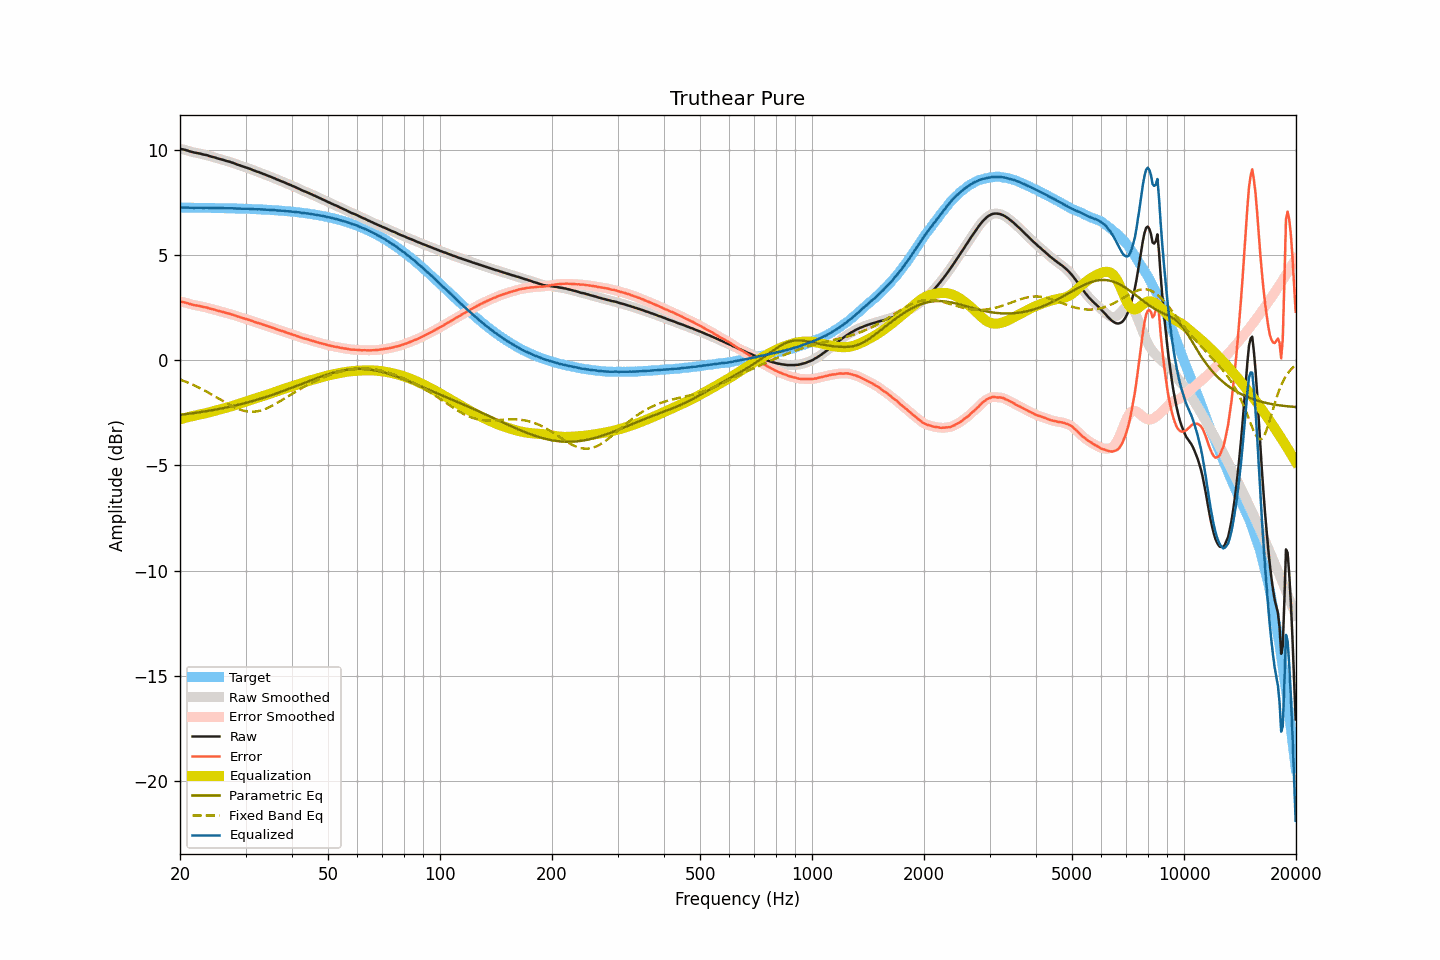 Truthear Pure
Amplitude (dBr)
10
5
0
−5
−10
−15
−20
Target
Raw Smoothed
Error Smoothed
Raw
Error
Equalization
Parametric Eq
Fixed Band Eq
Equalized
20 50 100 200 500 1000 2000 5000 10000 20000
Frequency (Hz)